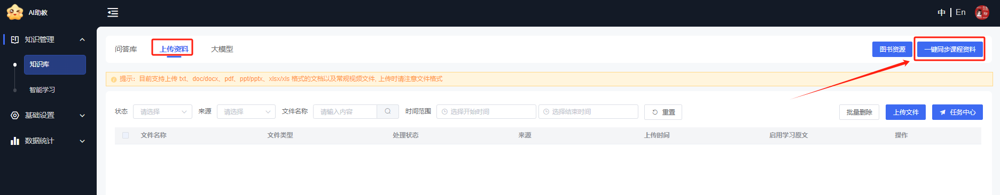 AI助教
中 | En
知识管理
知识库
智能学习
基础设置
数据统计
问答库 上传资料 大模型
图书资源 一键同步课程资料
提示：目前支持上传 txt、doc/docx、pdf、ppt/pptx、xlsx/xls 格式的文档以及常规视频文件, 上传时请注意文件格式
状态 请选择 来源 请选择 文件名称 请输入内容 时间范围 选择开始时间 选择结束时间 重置 批量删除 上传文件 任务中心
文件名称 文件类型 处理状态 来源 上传时间 启用学习原文 操作